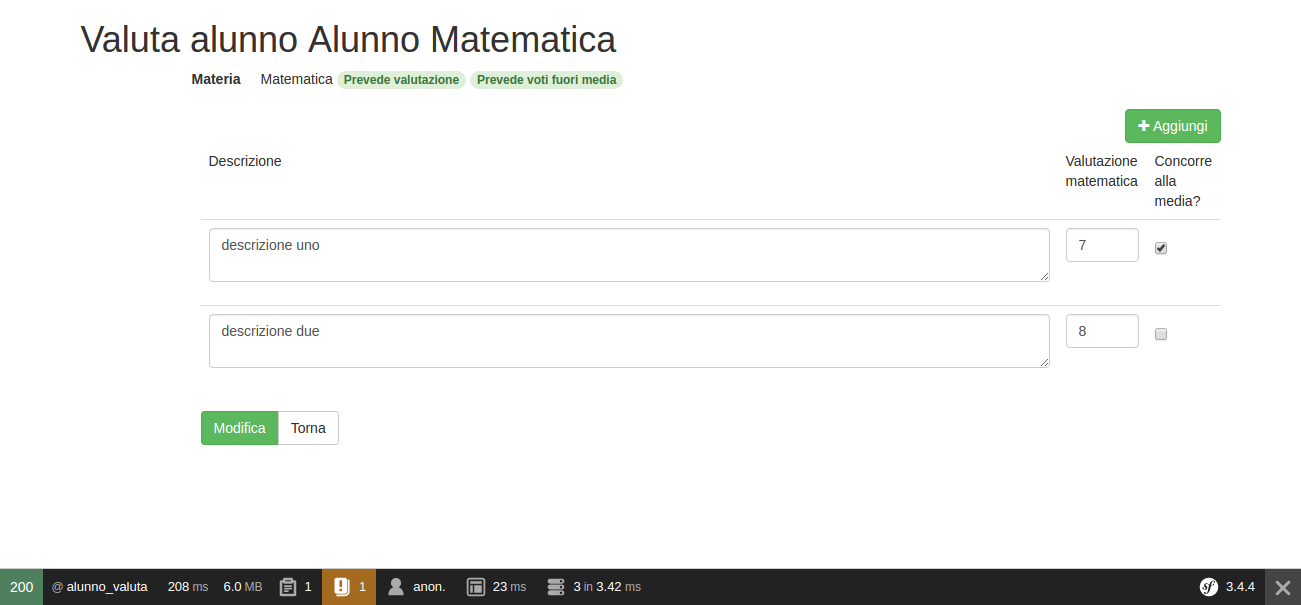 Valuta alunno Alunno Matematica
Materia Matematica Prevede valutazione Prevede voti fuori media
Aggiungi
Descrizione Valutazione matematica Concorre alla media?
descrizione uno 7
descrizione due 8
Modifica Torna
200 @ alunno_valuta 208 ms 6.0 MB 1 1 anon. 23 ms 3 in 3.42 ms sf 3.4.4